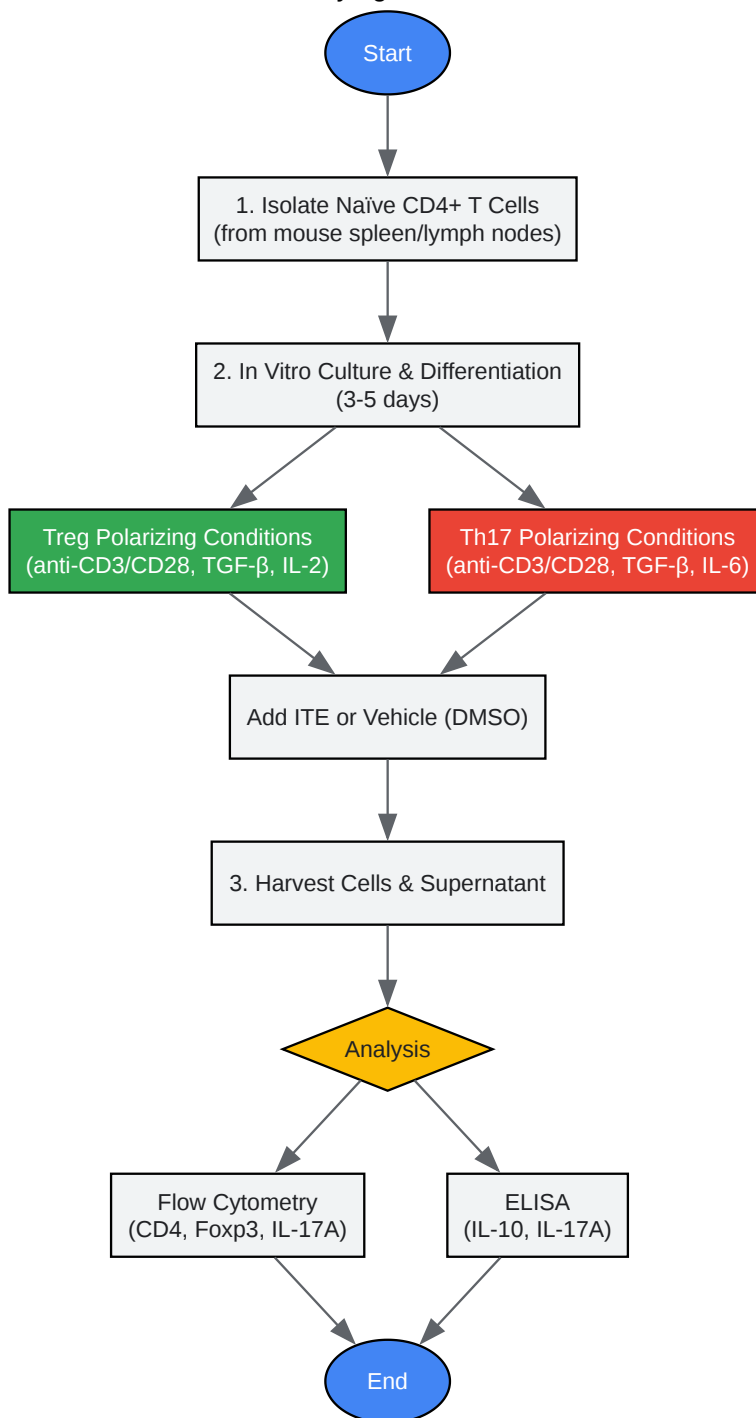 Start
1. Isolate Naïve CD4+ T Cells
(from mouse spleen/lymph nodes)
2. In Vitro Culture & Differentiation
(3-5 days)
Treg Polarizing Conditions
(anti-CD3/CD28, TGF-β, IL-2)
Th17 Polarizing Conditions
(anti-CD3/CD28, TGF-β, IL-6)
Add ITE or Vehicle (DMSO)
3. Harvest Cells & Supernatant
Analysis
Flow Cytometry
(CD4, Foxp3, IL-17A)
ELISA
(IL-10, IL-17A)
End